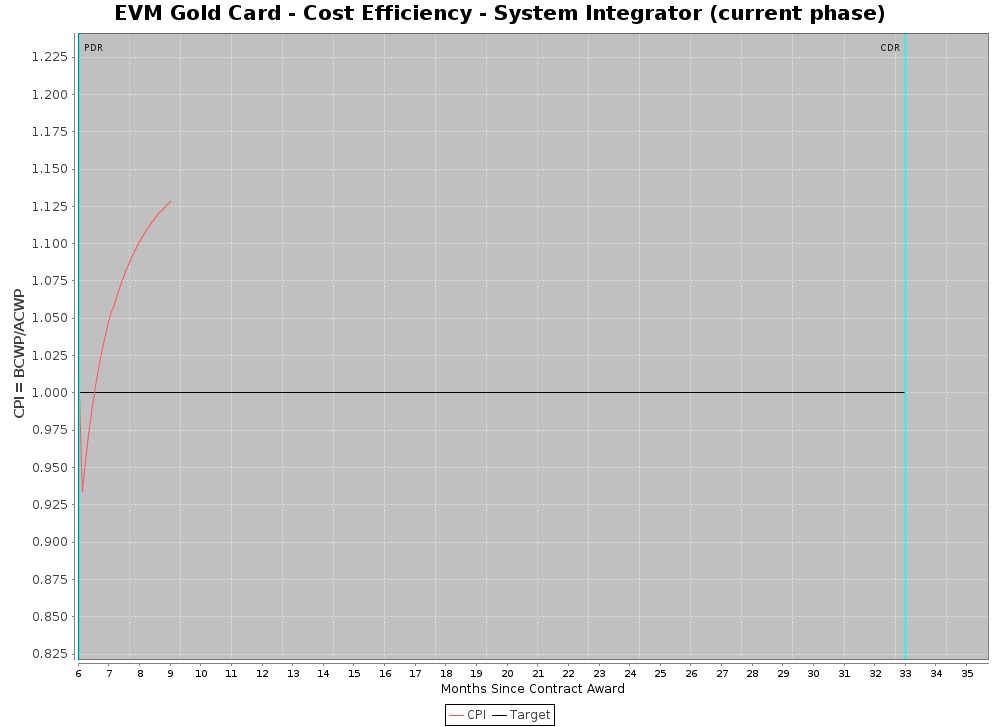 EVM Gold Card - Cost Efficiency - System Integrator (current phase)
PDR
CDR
1.225
1.200
1.175
1.150
1.125
1.100
1.075
1.050
1.025
1.000
0.975
0.950
0.925
0.900
0.875
0.850
0.825
CPI = BCWP/ACWP
6 7 8 9 10 11 12 13 14 15 16 17 18 19 20 21 22 23 24 25 26 27 28 29 30 31 32 33 34 35
Months Since Contract Award
CPI Target